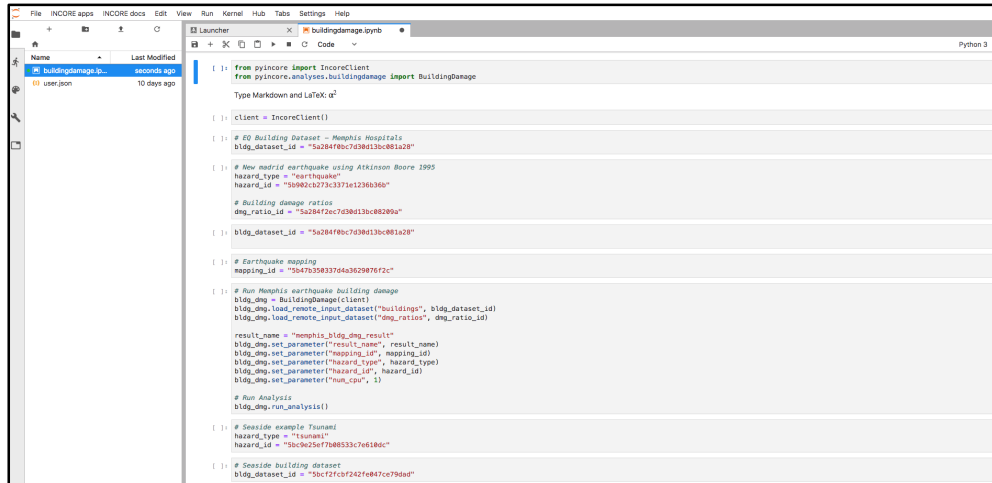 File INCORE apps INCORE docs Edit View Run Kernel Hub Tabs Settings Help
Launcher
buildingdamage.ipynb
Code
Python 3
Name Last Modified
buildingdamage.ip... seconds ago
user.json 10 days ago
[ ]: from pyincore import IncoreClient
from pyincore.analyses.buildingdamage import BuildingDamage
Type Markdown and LaTeX: α²
[ ]: client = IncoreClient()
[ ]: # EQ Building Dataset – Memphis Hospitals
bldg_dataset_id = "5a284f0bc7d30d13bc081a28"
[ ]: # New madrid earthquake using Atkinson Boore 1995
hazard_type = "earthquake"
hazard_id = "5b902cb273c3371e1236b36b"
# Building damage ratios
dmg_ratio_id = "5a284f2ec7d30d13bc08209a"
[ ]: bldg_dataset_id = "5a284f0bc7d30d13bc081a28"
[ ]: # Earthquake mapping
mapping_id = "5b47b350337d4a3629076f2c"
[ ]: # Run Memphis earthquake building damage
bldg_dmg = BuildingDamage(client)
bldg_dmg.load_remote_input_dataset("buildings", bldg_dataset_id)
bldg_dmg.load_remote_input_dataset("dmg_ratios", dmg_ratio_id)
result_name = "memphis_bldg_dmg_result"
bldg_dmg.set_parameter("result_name", result_name)
bldg_dmg.set_parameter("mapping_id", mapping_id)
bldg_dmg.set_parameter("hazard_type", hazard_type)
bldg_dmg.set_parameter("hazard_id", hazard_id)
bldg_dmg.set_parameter("num_cpu", 1)
# Run Analysis
bldg_dmg.run_analysis()
[ ]: # Seaside example Tsunami
hazard_type = "tsunami"
hazard_id = "5bc9e25ef7b08533c7e610dc"
[ ]: # Seaside building dataset
bldg_dataset_id = "5bcf2fcbf242fe047ce79dad"